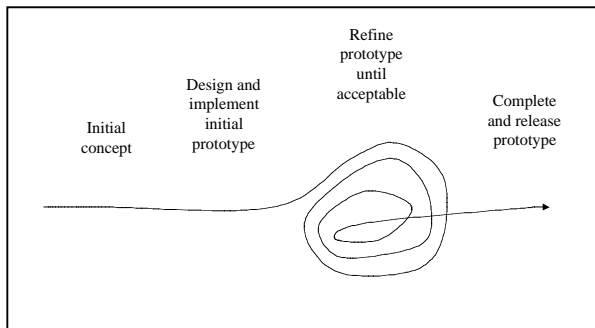 Initial
concept
Design and
implement
initial
prototype
Refine
prototype
until
acceptable
Complete
and release
prototype